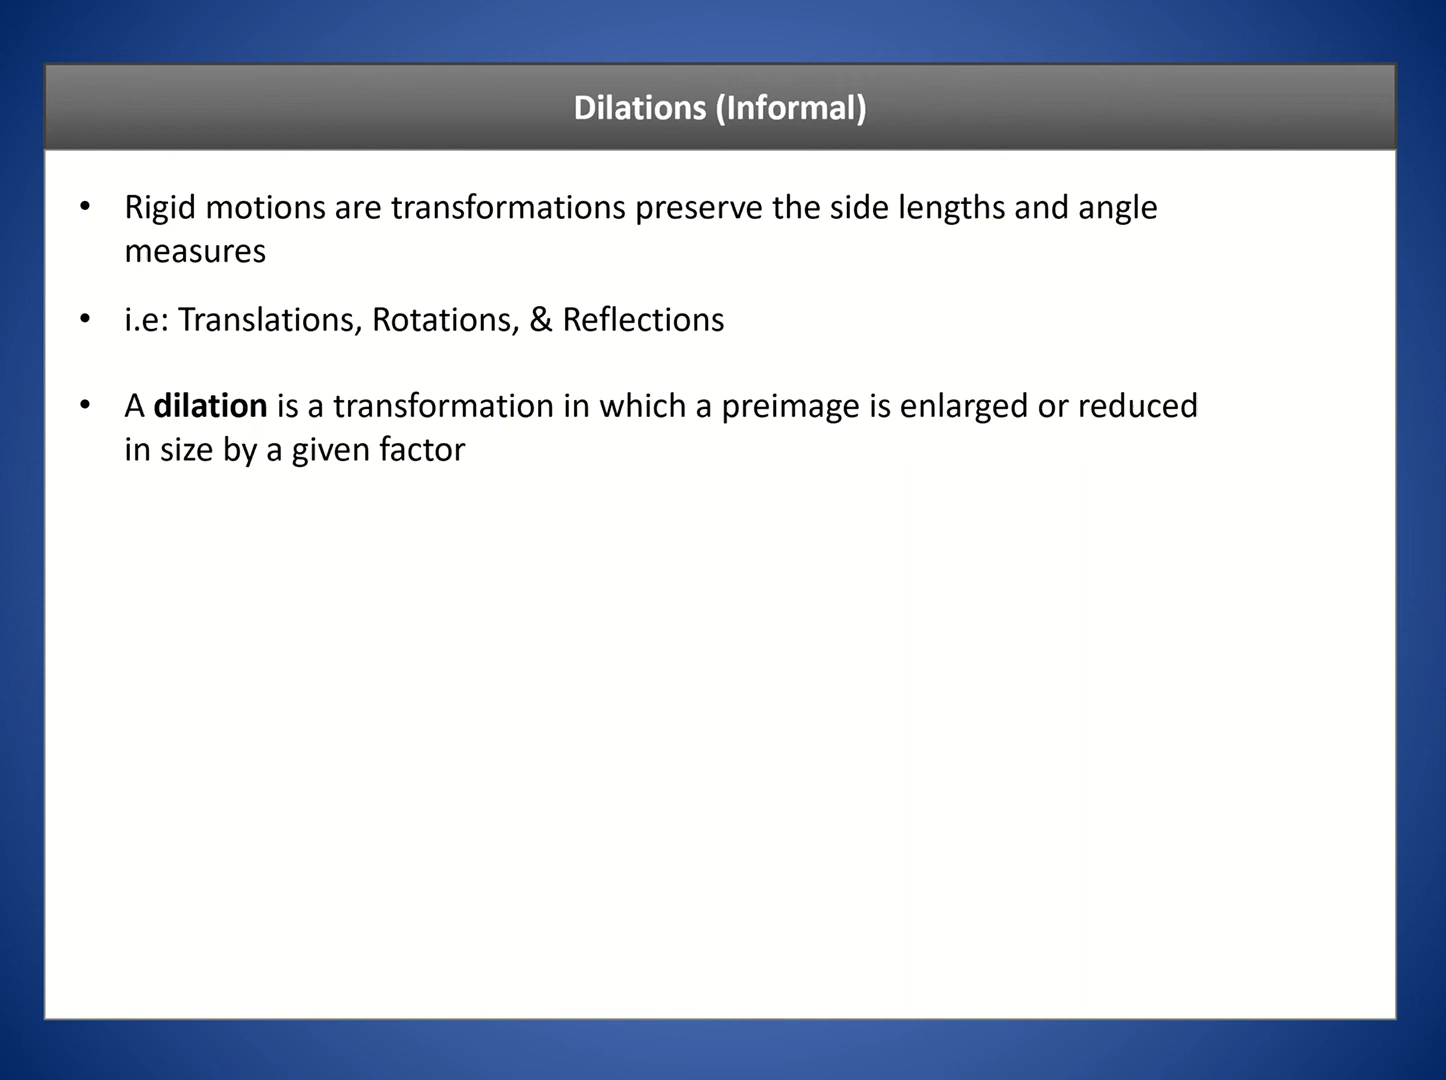 Dilations (Informal)
• Rigid motions are transformations preserve the side lengths and angle
measures
• i.e: Translations, Rotations, & Reflections
• A dilation is a transformation in which a preimage is enlarged or reduced
in size by a given factor